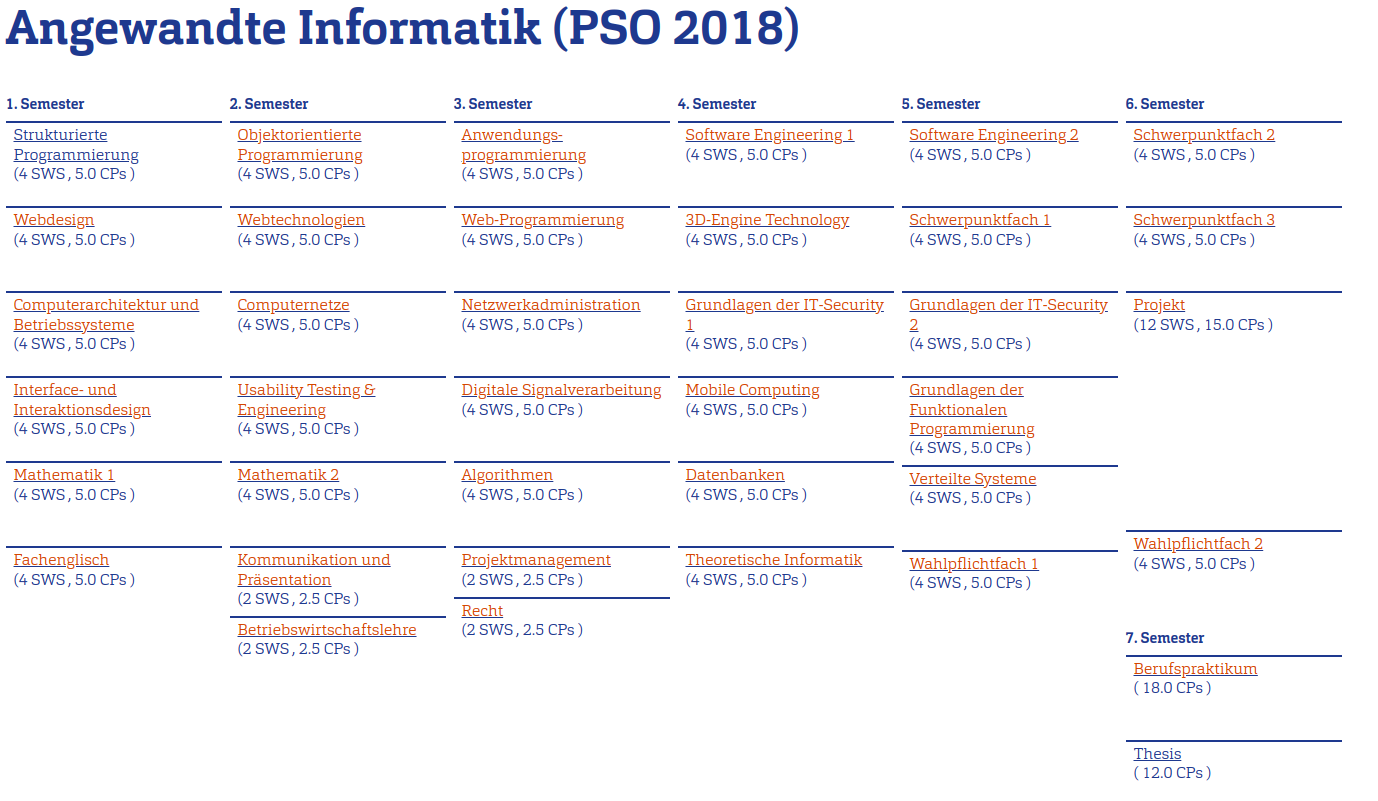 Angewandte Informatik (PSO 2018)
1. Semester
Strukturierte
Programmierung
(4 SWS , 5.0 CPs )
Webdesign
(4 SWS , 5.0 CPs )
Computerarchitektur und
Betriebssysteme
(4 SWS , 5.0 CPs )
Interface- und
Interaktionsdesign
(4 SWS , 5.0 CPs )
Mathematik 1
(4 SWS , 5.0 CPs )
Fachenglisch
(4 SWS , 5.0 CPs )
2. Semester
Objektorientierte
Programmierung
(4 SWS , 5.0 CPs )
Webtechnologien
(4 SWS , 5.0 CPs )
Computernetze
(4 SWS , 5.0 CPs )
Usability Testing &
Engineering
(4 SWS , 5.0 CPs )
Mathematik 2
(4 SWS , 5.0 CPs )
Kommunikation und
Präsentation
(2 SWS , 2.5 CPs )
Betriebswirtschaftslehre
(2 SWS , 2.5 CPs )
3. Semester
Anwendungs-
programmierung
(4 SWS , 5.0 CPs )
Web-Programmierung
(4 SWS , 5.0 CPs )
Netzwerkadministration
(4 SWS , 5.0 CPs )
Digitale Signalverarbeitung
(4 SWS , 5.0 CPs )
Algorithmen
(4 SWS , 5.0 CPs )
Projektmanagement
(2 SWS , 2.5 CPs )
Recht
(2 SWS , 2.5 CPs )
4. Semester
Software Engineering 1
(4 SWS , 5.0 CPs )
3D-Engine Technology
(4 SWS , 5.0 CPs )
Grundlagen der IT-Security
1
(4 SWS , 5.0 CPs )
Mobile Computing
(4 SWS , 5.0 CPs )
Datenbanken
(4 SWS , 5.0 CPs )
Theoretische Informatik
(4 SWS , 5.0 CPs )
5. Semester
Software Engineering 2
(4 SWS , 5.0 CPs )
Schwerpunktfach 1
(4 SWS , 5.0 CPs )
Grundlagen der IT-Security
2
(4 SWS , 5.0 CPs )
Grundlagen der
Funktionalen
Programmierung
(4 SWS , 5.0 CPs )
Verteilte Systeme
(4 SWS , 5.0 CPs )
Wahlpflichtfach 1
(4 SWS , 5.0 CPs )
6. Semester
Schwerpunktfach 2
(4 SWS , 5.0 CPs )
Schwerpunktfach 3
(4 SWS , 5.0 CPs )
Projekt
(12 SWS , 15.0 CPs )
Wahlpflichtfach 2
(4 SWS , 5.0 CPs )
7. Semester
Berufspraktikum
( 18.0 CPs )
Thesis
( 12.0 CPs )